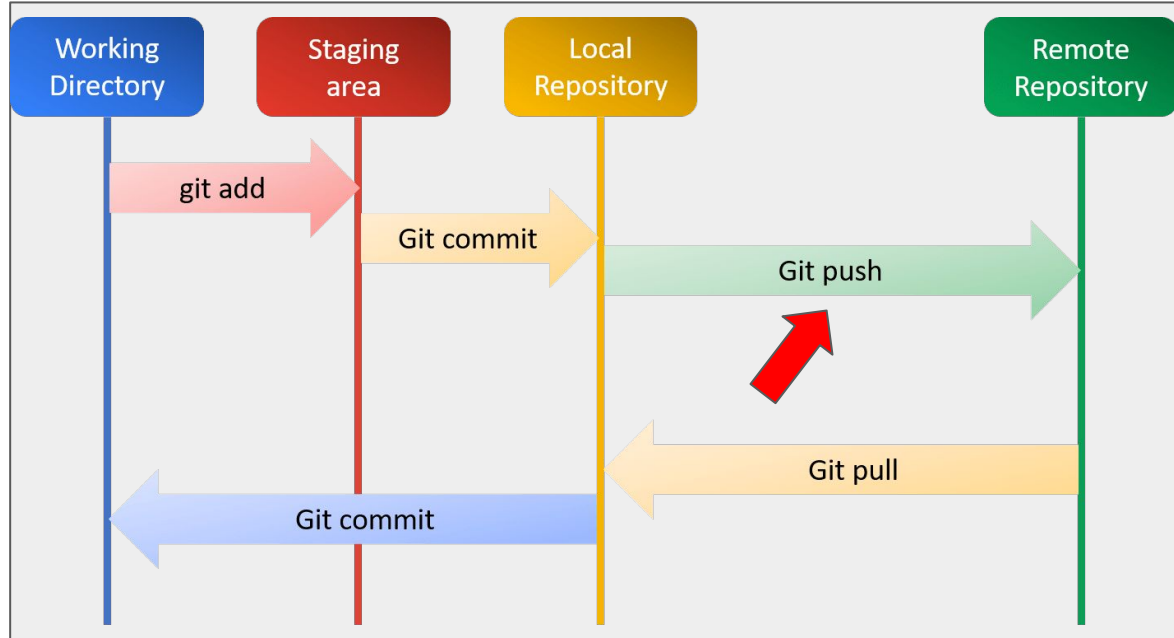 Working
Directory
Staging
area
Local
Repository
Remote
Repository
git add
Git commit
Git push
Git pull
Git commit